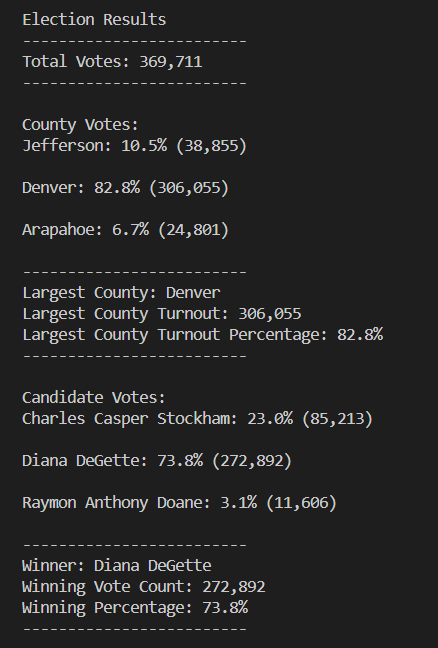 Election Results
-------------------------
Total Votes: 369,711
-------------------------
County Votes:
Jefferson: 10.5% (38,855)
Denver: 82.8% (306,055)
Arapahoe: 6.7% (24,801)
-------------------------
Largest County: Denver
Largest County Turnout: 306,055
Largest County Turnout Percentage: 82.8%
-------------------------
Candidate Votes:
Charles Casper Stockham: 23.0% (85,213)
Diana DeGette: 73.8% (272,892)
Raymon Anthony Doane: 3.1% (11,606)
-------------------------
Winner: Diana DeGette
Winning Vote Count: 272,892
Winning Percentage: 73.8%
-------------------------